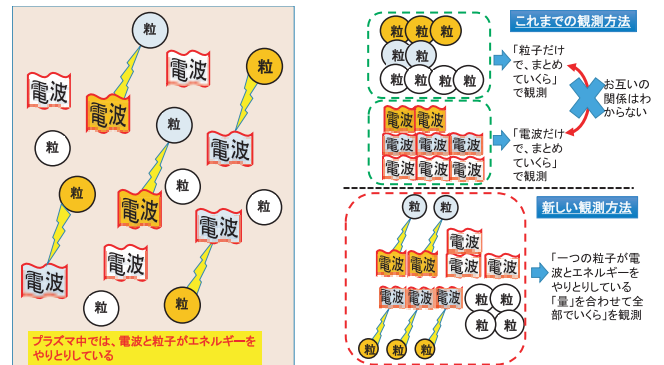 粒
電波
電波
粒
電波
粒
粒
電波
粒
粒
電波
粒
電波
粒
電波
電波
粒
粒
プラズマ中では、電波と粒子がエネルギーを
やりとりしている
粒粒粒
粒粒
粒粒粒粒
これまでの観測方法
「粒子だけ
で、まとめ
ていくら」
で観測
お互いの
関係はわ
からない
電波電波
電波電波電波
電波電波電波
「電波だけ
で、まとめ
ていくら」
で観測
新しい観測方法
粒 粒
電波
電波電波 電波 電波
電波電波電波
粒粒
粒粒
粒 粒 粒
「一つの粒子が電
波とエネルギーを
やりとりしている
「量」を合わせて全
部でいくら」を観測